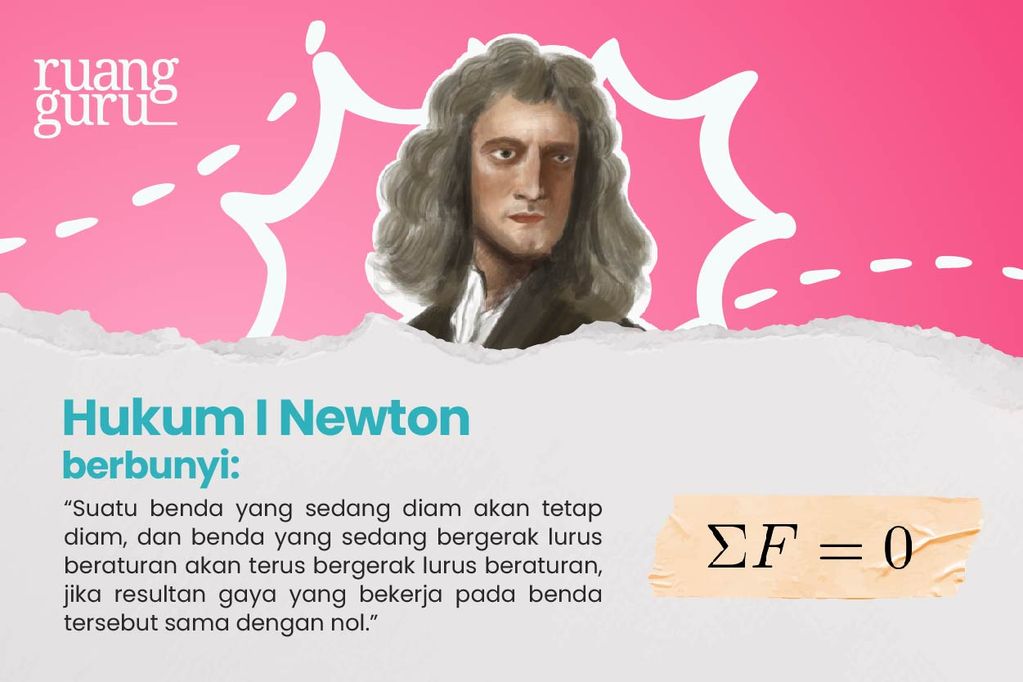 ruang
guru_
Hukum I Newton
berbunyi:
“Suatu benda yang sedang diam akan tetap
diam, dan benda yang sedang bergerak lurus
beraturan akan terus bergerak lurus beraturan,
jika resultan gaya yang bekerja pada benda
tersebut sama dengan nol.”
ΣF = 0